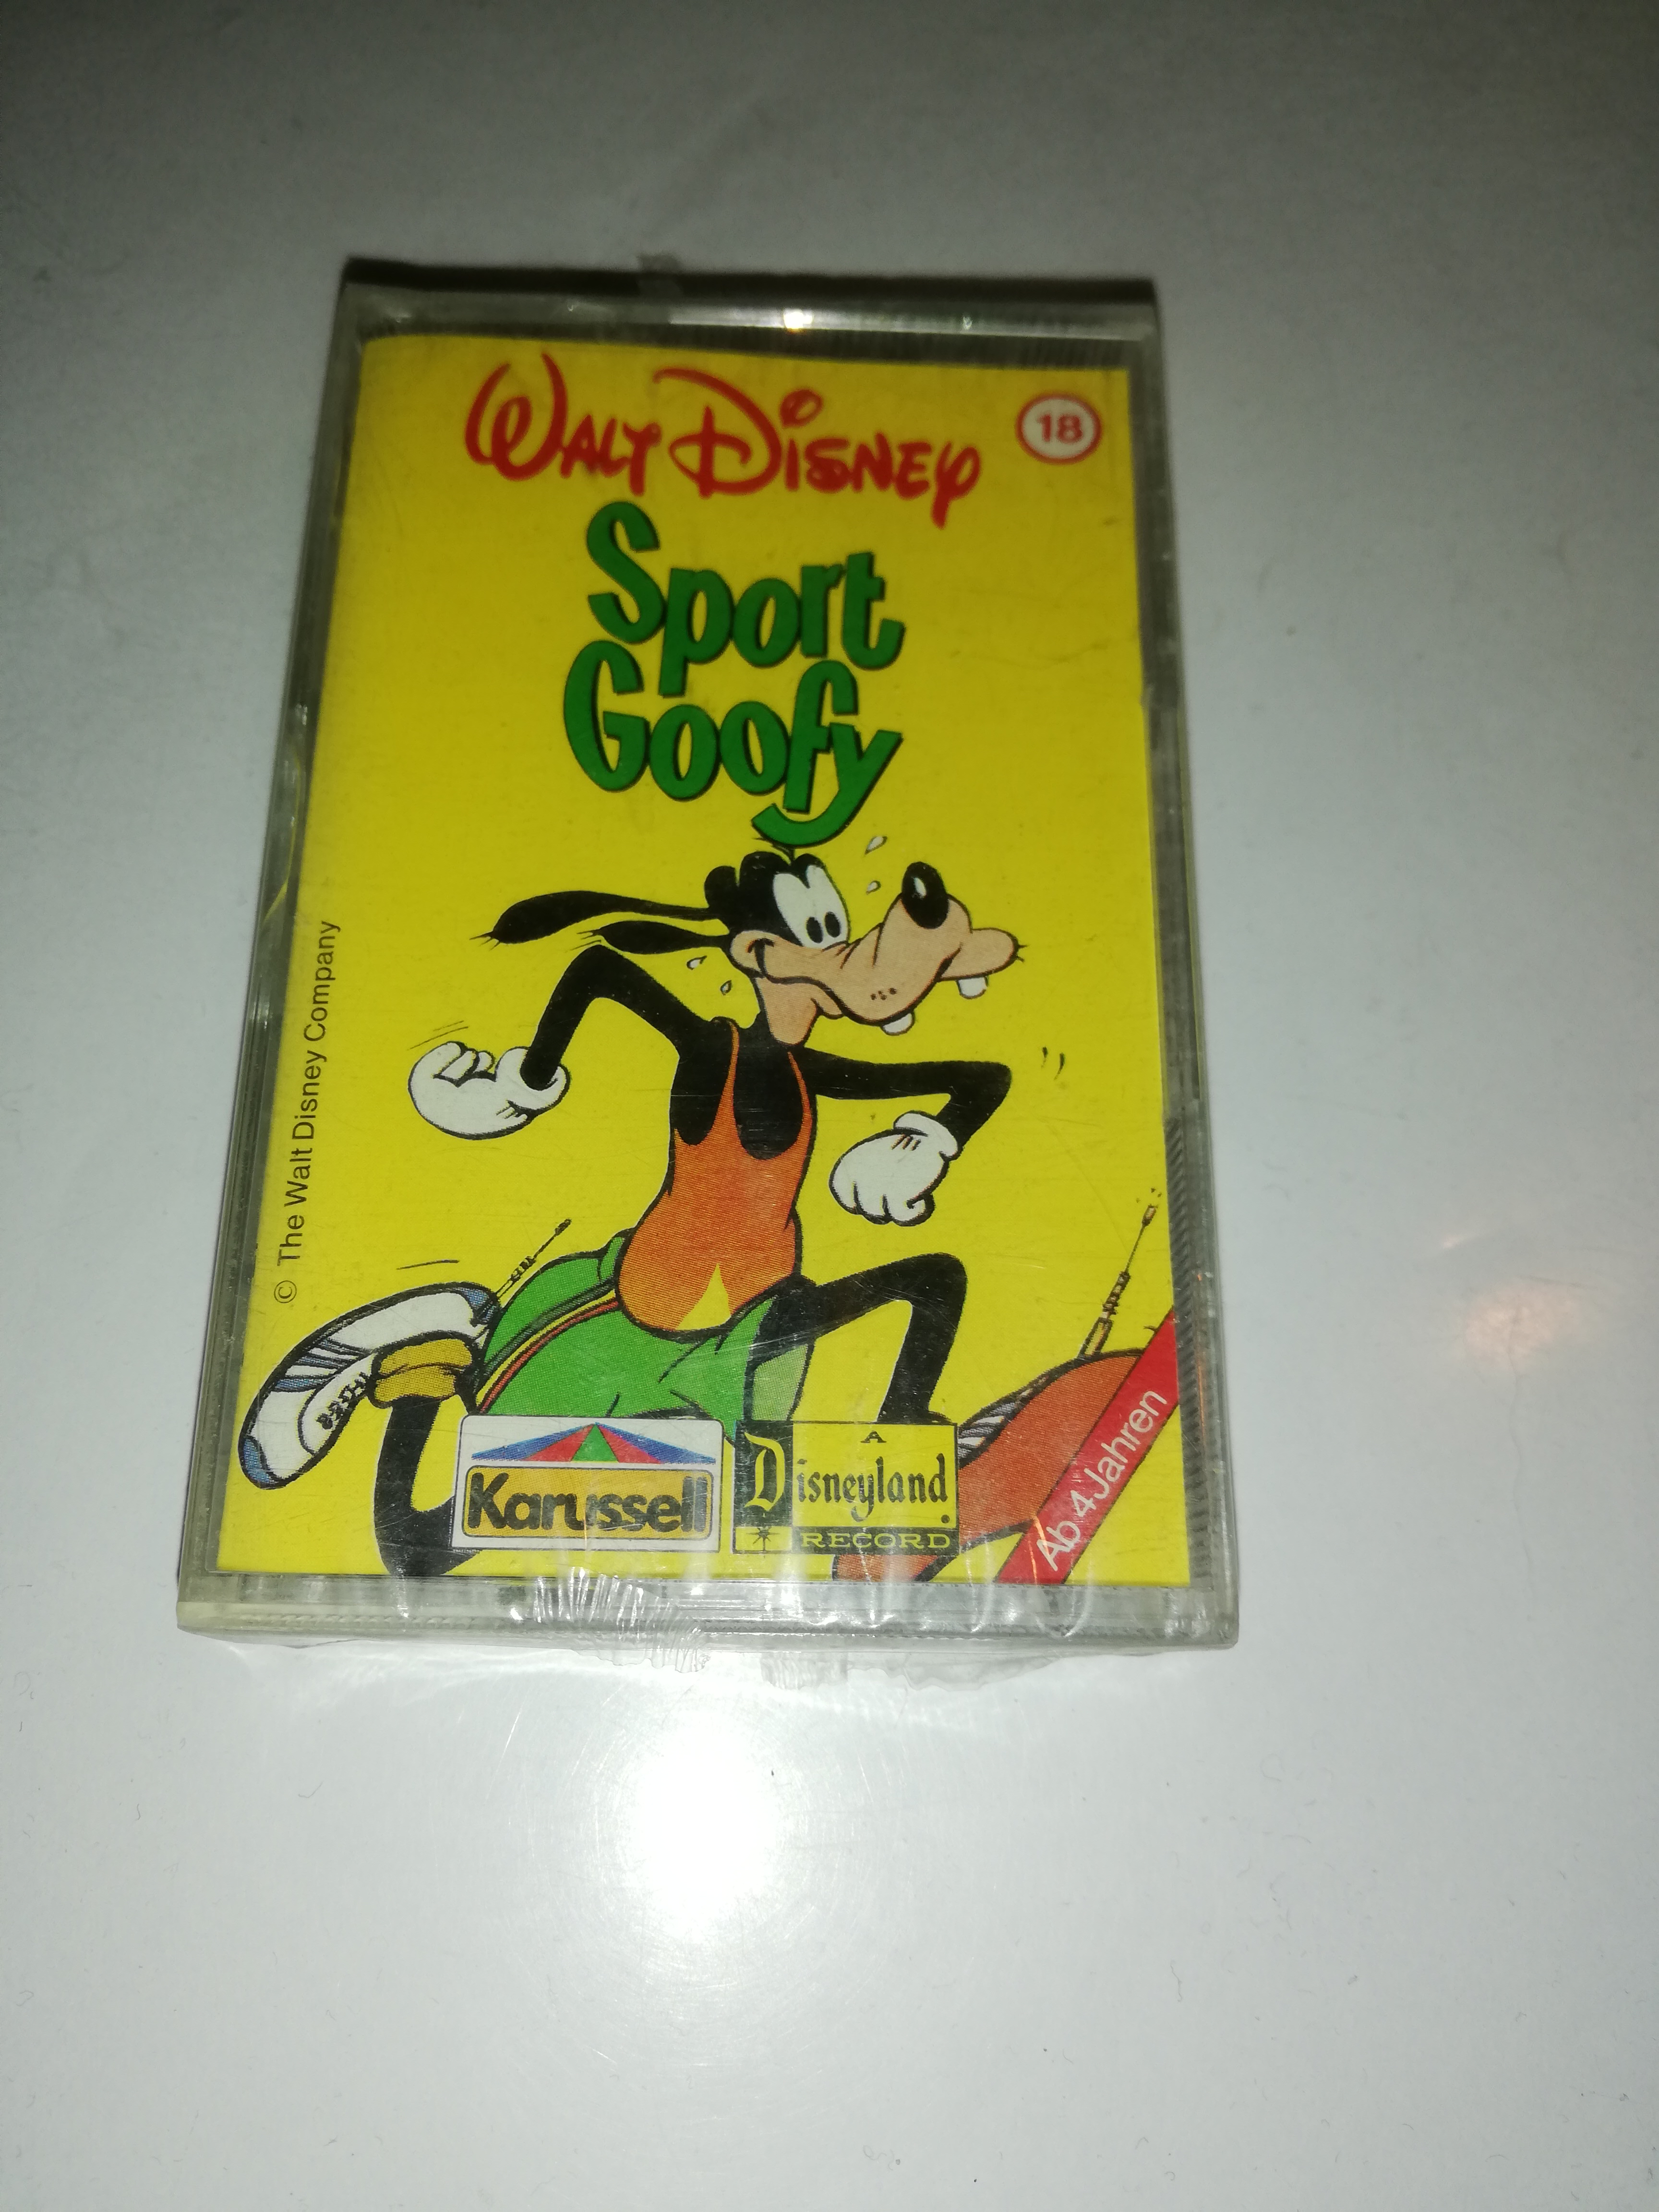 WALT DISNEY
18
Sport
Goofy
© The Walt Disney Company
Karussell
A
Disneyland
RECORD
Ab 4 Jahren